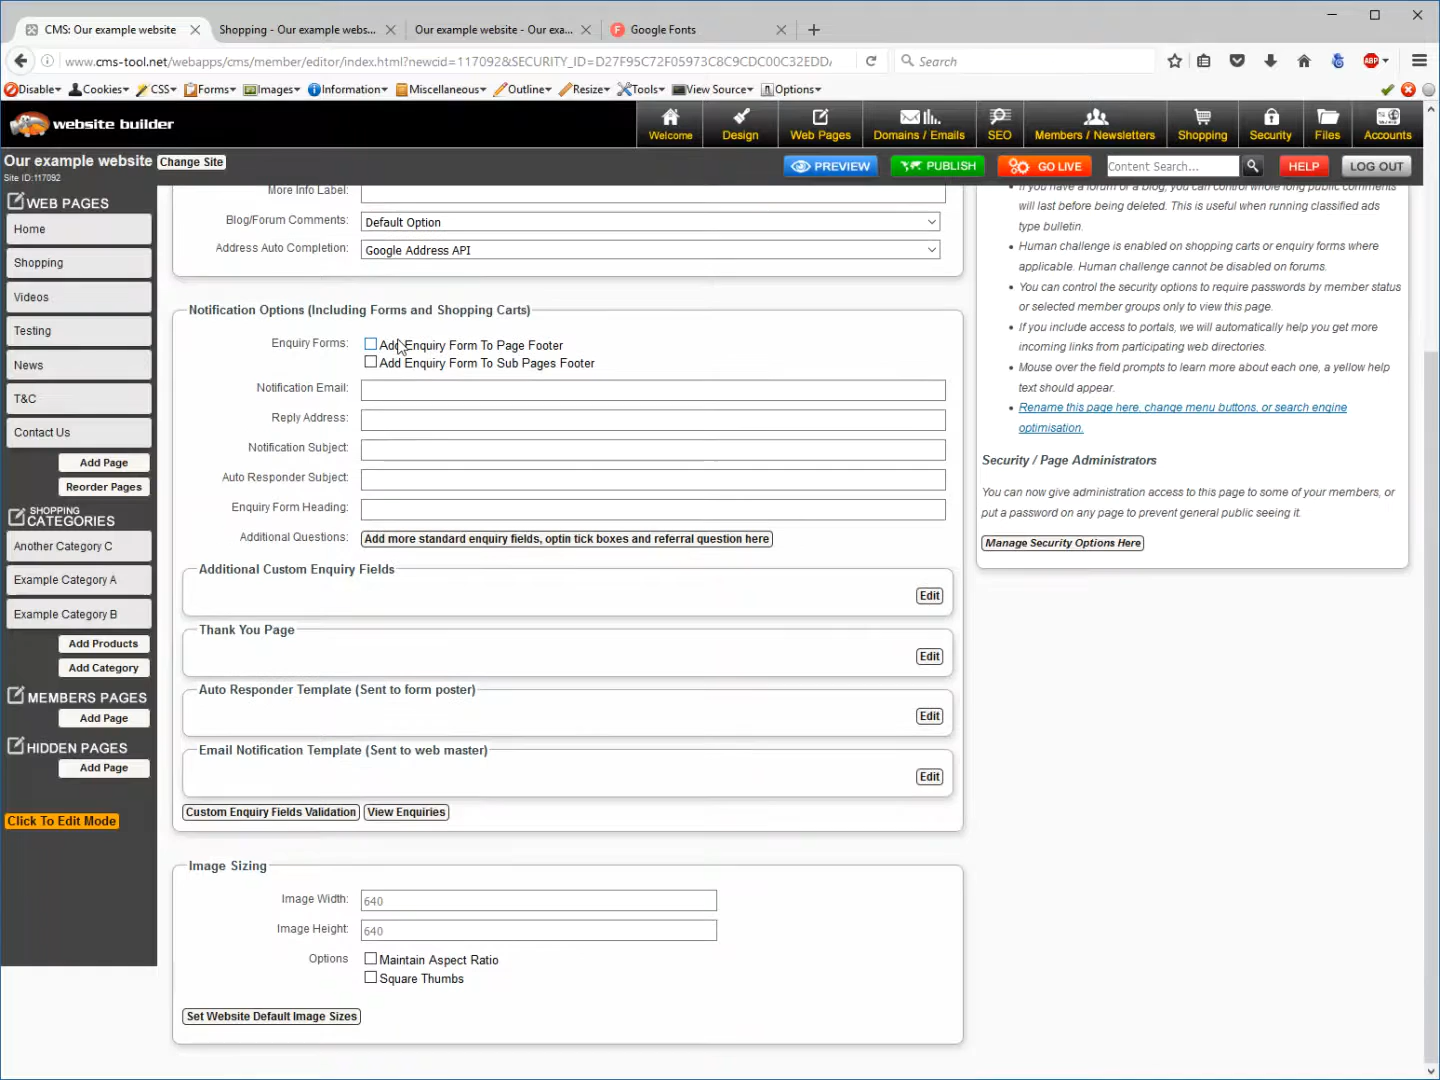 CMS: Our example website
Shopping - Our example webs...
Our example website - Our exa...
Google Fonts
www.cms-tool.net/webapps/cms/member/editor/index.html?newcid=117092&SECURITY_ID=D27F95C72F05973C8C9CDC00C32EDD
Search
ABP
Disable Cookies CSS Forms Images Information Miscellaneous Outline Resize Tools View Source Options
website builder
Welcome
Design
Web Pages
Domains / Emails
SEO
Members / Newsletters
Shopping
Security
Files
Accounts
Our example website Change Site
Site ID:117092
PREVIEW
PUBLISH
GO LIVE
Content Search...
HELP
LOG OUT
WEB PAGES
Home
Shopping
Videos
Testing
News
T&C
Contact Us
Add Page
Reorder Pages
SHOPPING
CATEGORIES
Another Category C
Example Category A
Example Category B
Add Products
Add Category
MEMBERS PAGES
Add Page
HIDDEN PAGES
Add Page
Click To Edit Mode
More Info Label:
Blog/Forum Comments: Default Option
Address Auto Completion: Google Address API
Notification Options (Including Forms and Shopping Carts)
Enquiry Forms: Add Enquiry Form To Page Footer
Add Enquiry Form To Sub Pages Footer
Notification Email:
Reply Address:
Notification Subject:
Auto Responder Subject:
Enquiry Form Heading:
Additional Questions: Add more standard enquiry fields, optin tick boxes and referral question here
Additional Custom Enquiry Fields
Edit
Thank You Page
Edit
Auto Responder Template (Sent to form poster)
Edit
Email Notification Template (Sent to web master)
Edit
Custom Enquiry Fields Validation View Enquiries
Image Sizing
Image Width: 640
Image Height: 640
Options Maintain Aspect Ratio
Square Thumbs
Set Website Default Image Sizes
If you have a forum or a blog, you can control whole long public comments
will last before being deleted. This is useful when running classified ads
type bulletin.
Human challenge is enabled on shopping carts or enquiry forms where
applicable. Human challenge cannot be disabled on forums.
You can control the security options to require passwords by member status
or selected member groups only to view this page.
If you include access to portals, we will automatically help you get more
incoming links from participating web directories.
Mouse over the field prompts to learn more about each one, a yellow help
text should appear.
Rename this page here, change menu buttons, or search engine
optimisation.
Security / Page Administrators
You can now give administration access to this page to some of your members, or
put a password on any page to prevent general public seeing it.
Manage Security Options Here